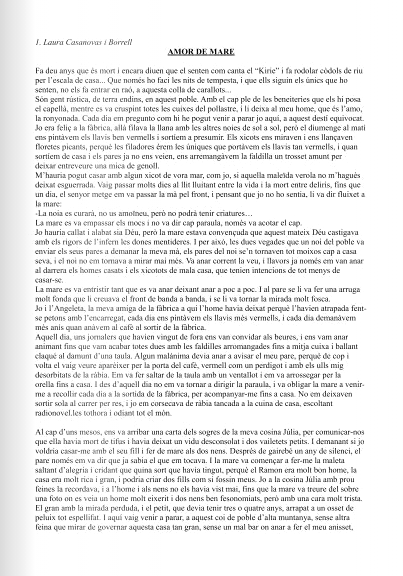 1. Laura Casanovas i Borrell
AMOR DE MARE
Fa deu anys que és mort i encara diuen que el senten com canta el “Kirie” i fa rodolar còdols de riu
per l'escala de casa... Que només ho faci les nits de tempesta, i que ells siguin els únics que ho
senten, no els fa entrar en raó, a aquesta colla de carallots...
Són gent rústica, de terra endins, en aquest poble. Amb el cap ple de les beneiteries que els hi posa
el capellà, mentre es va cruspint totes les cuixes del pollastre, i li deixa al meu home, que és l'amo,
la ronyonada. Cada dia em pregunto com hi he pogut venir a parar jo aquí, a aquest destí equivocat.
Jo era feliç a la fàbrica, allà filava la llana amb les altres noies de sol a sol, però el diumenge al matí
ens pintàvem els llavis ben vermells i sortíem a presumir. Els xicots ens miraven i ens llançaven
floretes picants, perquè les filadores érem les úniques que portàvem els llavis tan vermells, i quan
sortíem de casa i els pares ja no ens veien, ens arremangàvem la faldilla un trosset amunt per
deixar entreveure una mica de genoll.
M'hauria pogut casar amb algun xicot de vora mar, com jo, si aquella maleïda verola no m'hagués
deixat esguerrada. Vaig passar molts dies al llit lluitant entre la vida i la mort entre deliris, fins que
un dia, el senyor metge em va passar la mà pel front, i pensant que jo no ho sentia, li va dir fluixet a
la mare:
-La noia es curarà, no us amoïneu, però no podrà tenir criatures…
La mare es va empassar els mocs i no va dir cap paraula, només va acotar el cap.
Jo hauria callat i alabat sia Déu, però la mare estava convençuda que aquest mateix Déu castigava
amb els rigors de l'infern les dones mentideres. I per això, les dues vegades que un noi del poble va
enviar els seus pares a demanar la meva mà, els pares del noi se'n tornaven tot moixos cap a casa
seva, i el noi no em tornava a mirar mai més. Va anar corrent la veu, i llavors ja només em van anar
al darrera els homes casats i els xicotots de mala casa, que tenien intencions de tot menys de
casar-se.
La mare es va entristir tant que es va anar deixant anar a poc a poc. I al pare se li va fer una arruga
molt fonda que li creuava el front de banda a banda, i se li va tornar la mirada molt fosca.
Jo i l'Angeleta, la meva amiga de la fàbrica a qui l'home havia deixat perquè l'havien atrapada fent-
se petons amb l'encarregat, cada dia ens pintàvem els llavis més vermells, i cada dia demanàvem
més anís quan anàvem al cafè al sortir de la fàbrica.
Aquell dia, uns jornalers que havien vingut de fora ens van convidar als beures, i ens vam anar
animant fins que vam acabar totes dues amb les faldilles arromangades fins a mitja cuixa i ballant
claqué al damunt d'una taula. Algun malànima devia anar a avisar el meu pare, perquè de cop i
volta el vaig veure aparèixer per la porta del cafè, vermell com un perdigot i amb els ulls mig
desorbitats de la ràbia. Em va fer saltar de la taula amb un ventallot i em va arrossegar per la
orella fins a casa. I des d'aquell dia no em va tornar a dirigir la paraula, i va obligar la mare a venir-
me a recollir cada dia a la sortida de la fàbrica, per acompanyar-me fins a casa. No em deixaven
sortir sola al carrer per res, i jo em corsecava de ràbia tancada a la cuina de casa, escoltant
radionovel.les tothora i odiant tot el món.
Al cap d'uns mesos, ens va arribar una carta dels sogres de la meva cosina Júlia, per comunicar-nos
que ella havia mort de tifus i havia deixat un vidu desconsolat i dos vailetets petits. I demanant si jo
voldria casar-me amb el seu fill i fer de mare als dos nens. Desprès de gairebé un any de silenci, el
pare només em va dir que ja sabia el que em tocava. I la mare va començar a fer-me la maleta
saltant d'alegria i cridant que quina sort que havia tingut, perquè el Ramon era molt bon home, la
casa era molt rica i gran, i podria criar dos fills com si fossin meus. Jo a la cosina Júlia amb prou
feines la recordava, i a l'home i als nens no els havia vist mai, fins que la mare va treure del sobre
una foto on es veia un home molt eixerit i dos nens ben fesonomiats, però amb una cara molt trista.
El gran amb la mirada perduda, i el petit, que devia tenir tres o quatre anys, arrapat a un osset de
peluix tot espellifat. I aquí vaig venir a parar, a aquest coi de poble d'alta muntanya, sense altra
feina que mirar de governar aquesta casa tan gran, sense un mal bar on anar a fer el meu anisset,